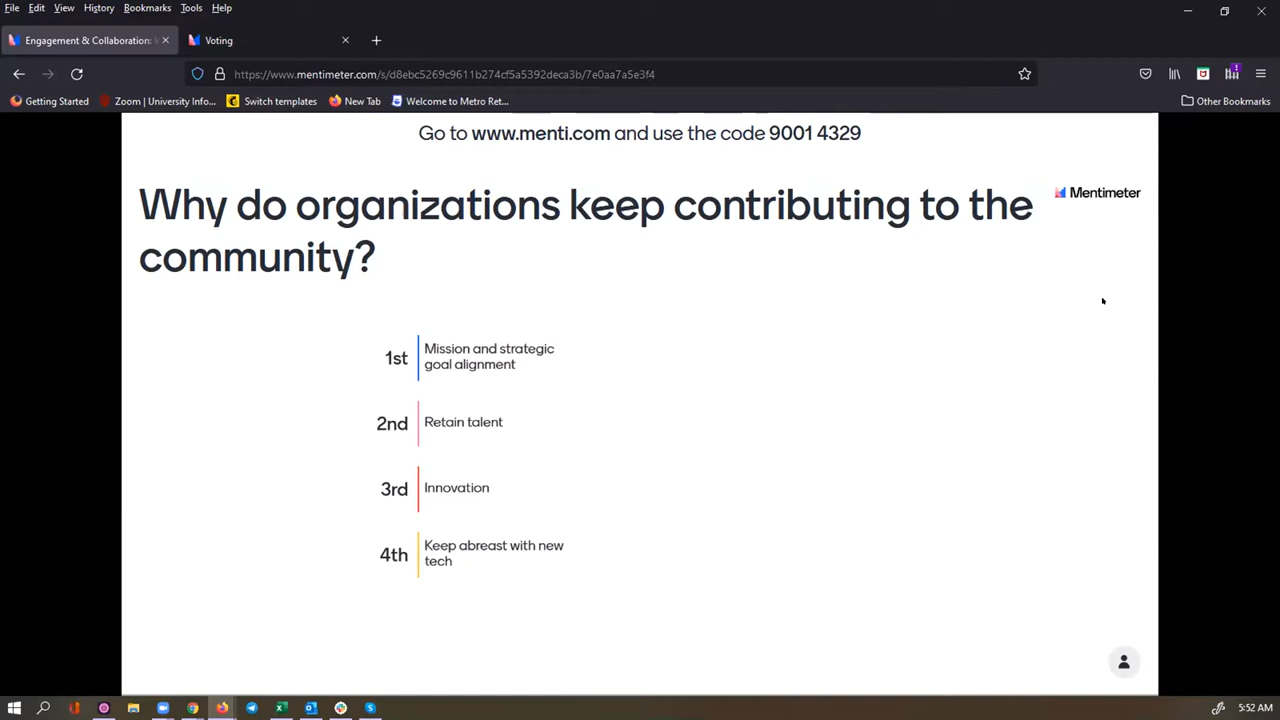 File Edit View History Bookmarks Tools Help
Engagement & Collaboration:
Voting
https://www.mentimeter.com/s/d8ebc5269c9611b274cf5a5392deca3b/7e0aa7a5e3f4
Getting Started Zoom | University Info... Switch templates New Tab Welcome to Metro Ret... Other Bookmarks
Go to www.menti.com and use the code 9001 4329
Why do organizations keep contributing to the
community?
Mentimeter
1st Mission and strategic
goal alignment
2nd Retain talent
3rd Innovation
4th Keep abreast with new
tech
5:52 AM